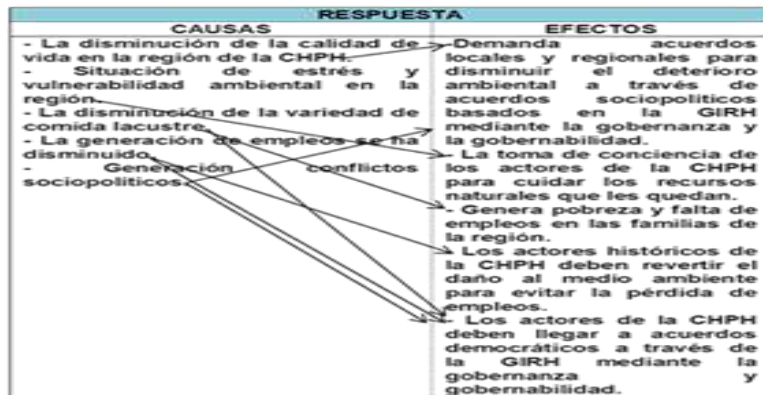 RESPUESTA
CAUSAS
- La disminución de la calidad de
vida en la región de la CHPH.
- Situación de estrés y
vulnerabilidad ambiental en la
región.
- La disminución de la variedad de
comida lacustre.
- La generación de empleos se ha
disminuido.
- Generación conflictos
sociopolíticos.
EFECTOS
-Demanda acuerdos
locales y regionales para
disminuir el deterioro
ambiental a través de
acuerdos sociopolíticos
basados en la GIRH
mediante la gobernanza y
la gobernabilidad.
- La toma de conciencia de
los actores de la CHPH
para cuidar los recursos
naturales que les quedan.
- Genera pobreza y falta de
empleos en las familias de
la región.
- Los actores históricos de
la CHPH deben revertir el
daño al medio ambiente
para evitar la pérdida de
empleos.
- Los actores de la CHPH
deben llegar a acuerdos
democráticos a través de
la GIRH mediante la
gobernanza y
gobernabilidad.